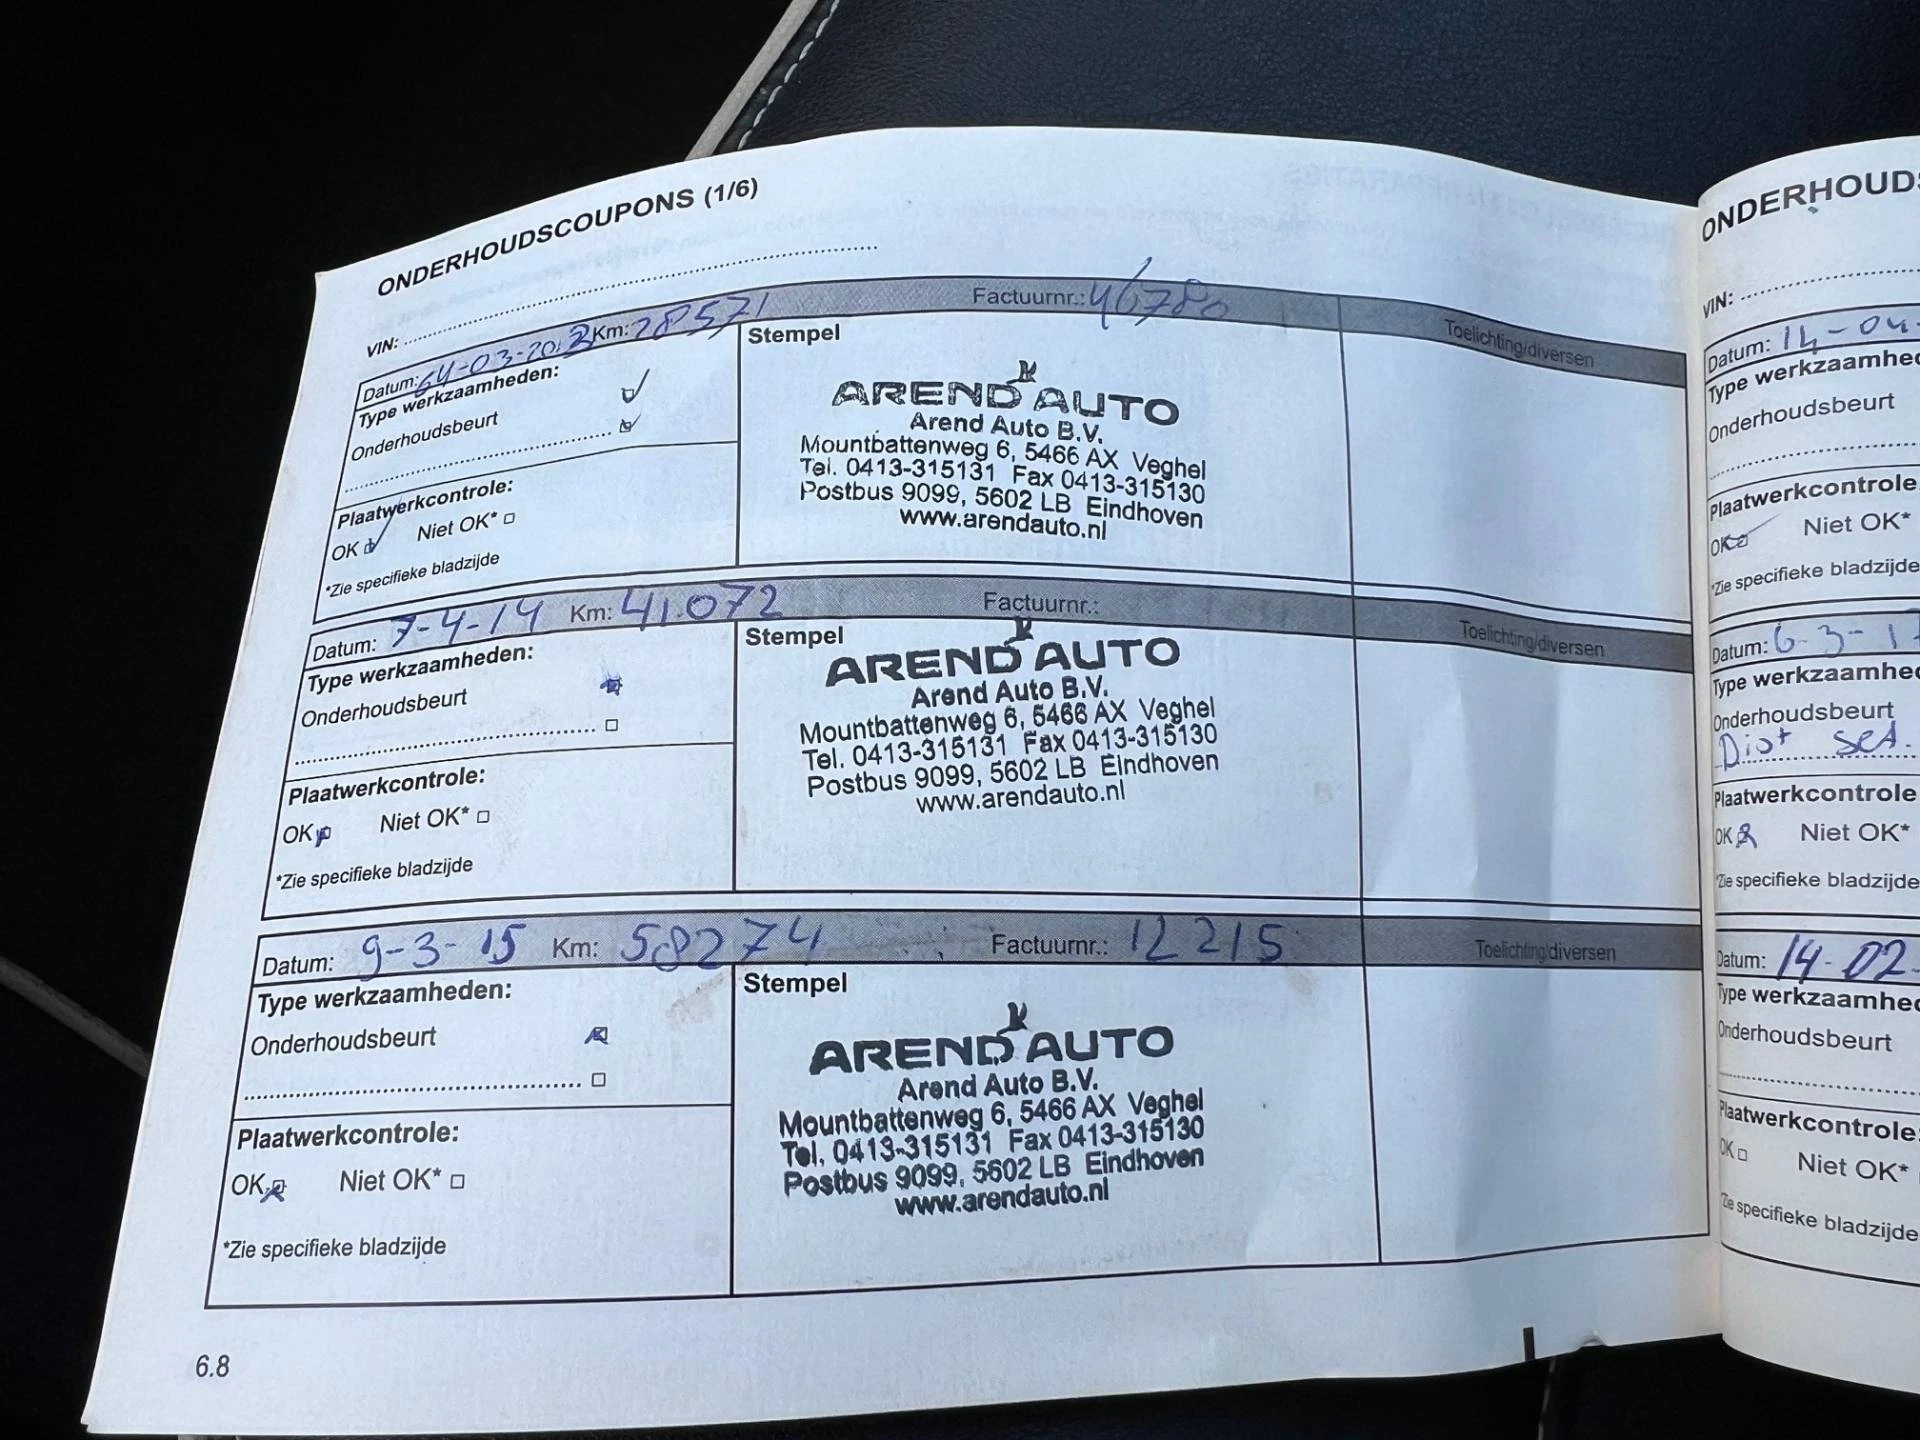 ONDERHOUDSCOUPONS (1/6)
VIN:
Datum: 04-03-2013 Km: 28571 Factuurnr.: 46780 Toelichting/diversen
Type werkzaamheden:
Onderhoudsbeurt
Plaatwerkcontrole:
OK Niet OK*
*Zie specifieke bladzijde
Stempel
AREND AUTO
Arend Auto B.V.
Mountbattenweg 6, 5466 AX Veghel
Tel. 0413-315131 Fax 0413-315130
Postbus 9099, 5602 LB Eindhoven
www.arendauto.nl
Datum: 7-4-14 Km: 41.072 Factuurnr.: Toelichting/diversen
Type werkzaamheden:
Onderhoudsbeurt
Plaatwerkcontrole:
OK Niet OK*
*Zie specifieke bladzijde
Stempel
AREND AUTO
Arend Auto B.V.
Mountbattenweg 6, 5466 AX Veghel
Tel. 0413-315131 Fax 0413-315130
Postbus 9099, 5602 LB Eindhoven
www.arendauto.nl
Datum: 9-3-15 Km: 58274 Factuurnr.: 12215 Toelichting/diversen
Type werkzaamheden:
Onderhoudsbeurt
Plaatwerkcontrole:
OK Niet OK*
*Zie specifieke bladzijde
Stempel
AREND AUTO
Arend Auto B.V.
Mountbattenweg 6, 5466 AX Veghel
Tel. 0413-315131 Fax 0413-315130
Postbus 9099, 5602 LB Eindhoven
www.arendauto.nl
6.8
ONDERHOUDS
VIN:
Datum: 14-04-
Type werkzaamhe
Onderhoudsbeurt
Plaatwerkcontrole
OK Niet OK*
*Zie specifieke bladzijde
Datum: 6-3-1
Type werkzaamhe
Onderhoudsbeurt
Plaatwerkcontrole
OK Niet OK*
*Zie specifieke bladzijde
Datum: 14-02-
Type werkzaamhe
Onderhoudsbeurt
Plaatwerkcontrole:
OK Niet OK*
*Zie specifieke bladzijde